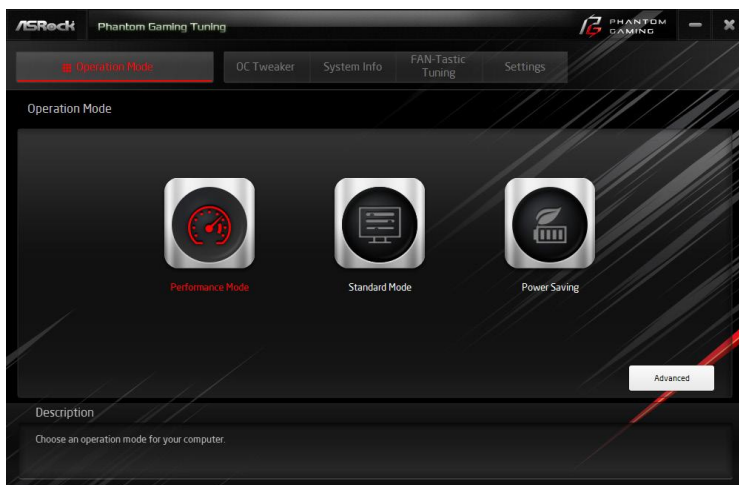 ASRock
Phantom Gaming Tuning
PHANTOM
GAMING
Operation Mode
OC Tweaker
System Info
FAN-Tastic
Tuning
Settings
Operation Mode
Performance Mode
Standard Mode
Power Saving
Advanced
Description
Choose an operation mode for your computer.